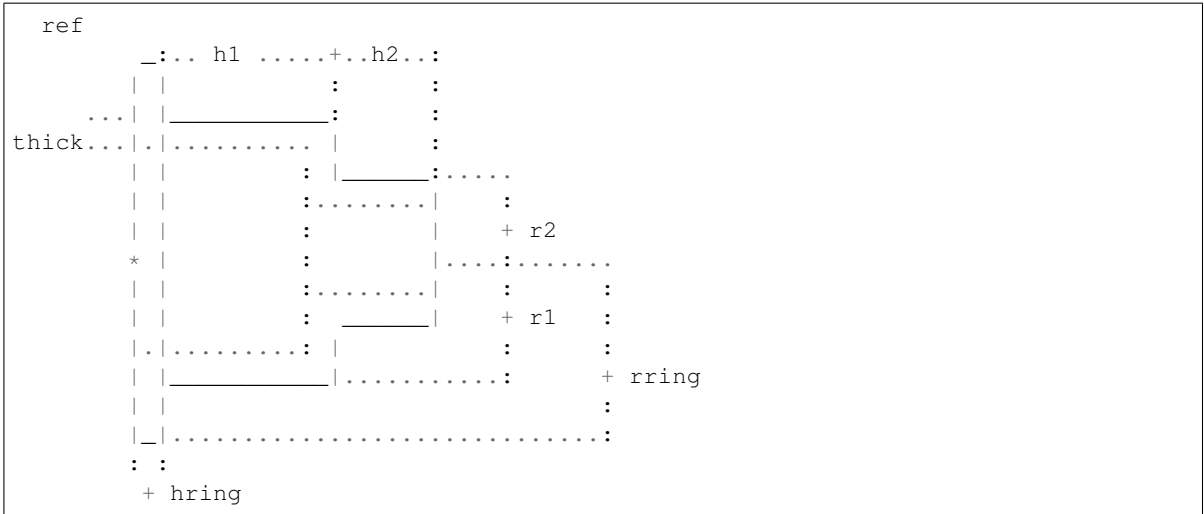 ref
h1 h2
thick
r2
r1
rring
hring